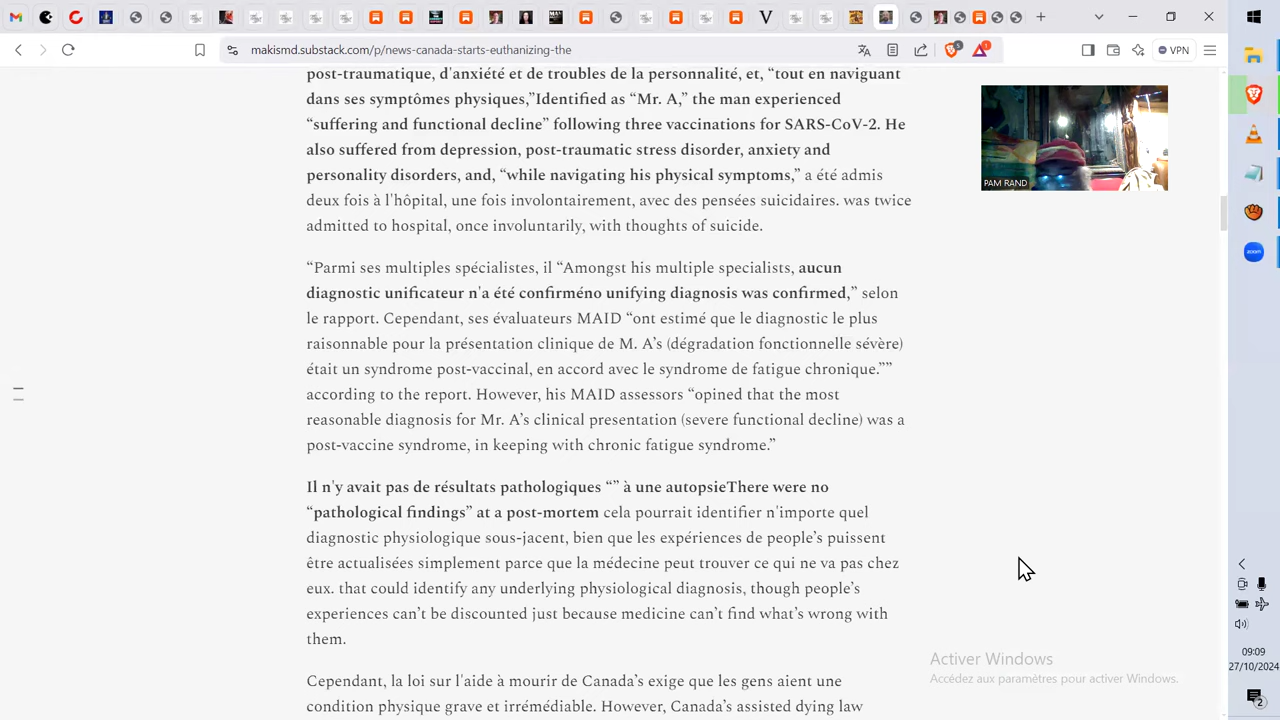 makismd.substack.com/p/news-canada-starts-euthanizing-the
VPN
post-traumatique, d'anxiété et de troubles de la personnalité, et, “tout en naviguant
dans ses symptômes physiques,”Identified as “Mr. A,” the man experienced
“suffering and functional decline” following three vaccinations for SARS-CoV-2. He
also suffered from depression, post-traumatic stress disorder, anxiety and
personality disorders, and, “while navigating his physical symptoms,” a été admis
deux fois à l'hôpital, une fois involontairement, avec des pensées suicidaires. was twice
admitted to hospital, once involuntarily, with thoughts of suicide.
“Parmi ses multiples spécialistes, il “Amongst his multiple specialists, aucun
diagnostic unificateur n'a été confirméno unifying diagnosis was confirmed,” selon
le rapport. Cependant, ses évaluateurs MAID “ont estimé que le diagnostic le plus
raisonnable pour la présentation clinique de M. A’s (dégradation fonctionnelle sévère)
était un syndrome post-vaccinal, en accord avec le syndrome de fatigue chronique.””
according to the report. However, his MAID assessors “opined that the most
reasonable diagnosis for Mr. A’s clinical presentation (severe functional decline) was a
post-vaccine syndrome, in keeping with chronic fatigue syndrome.”
Il n'y avait pas de résultats pathologiques “” à une autopsieThere were no
“pathological findings” at a post-mortem cela pourrait identifier n'importe quel
diagnostic physiologique sous-jacent, bien que les expériences de people’s puissent
être actualisées simplement parce que la médecine peut trouver ce qui ne va pas chez
eux. that could identify any underlying physiological diagnosis, though people’s
experiences can’t be discounted just because medicine can’t find what’s wrong with
them.
Cependant, la loi sur l'aide à mourir de Canada’s exige que les gens aient une
condition physique grave et irrémédiable. However, Canada’s assisted dying law
PAM RAND
Activer Windows
Accédez aux paramètres pour activer Windows.
zoom
09:09
27/10/2024
2